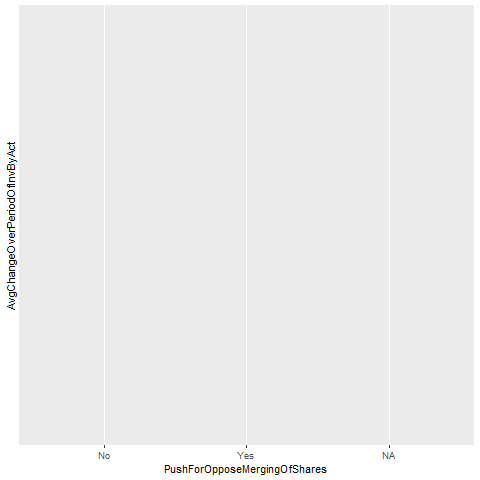 AvgChangeOverPeriodOfInvByAct
No Yes NA
PushForOpposeMergingOfShares